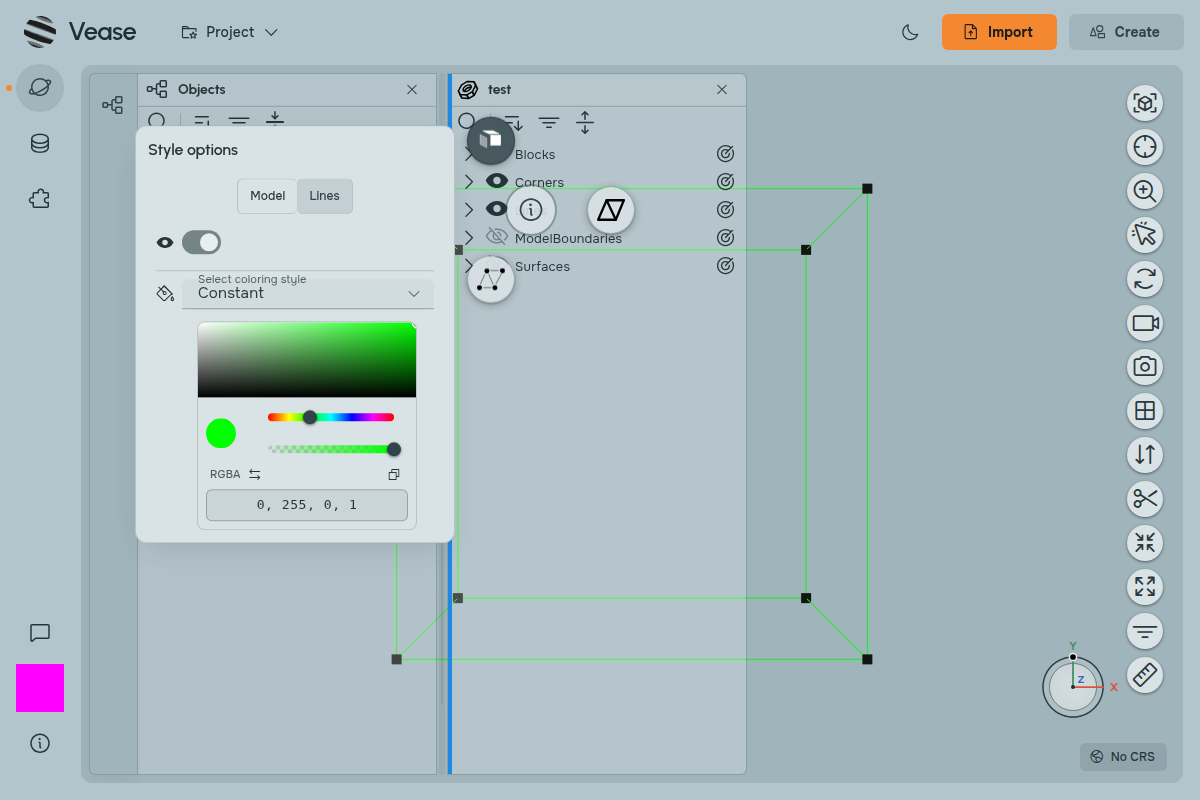 Vease
Project
Import
Create
Objects
test
Style options
Model
Lines
Select coloring style
Constant
RGBA
0, 255, 0, 1
Blocks
Corners
ModelBoundaries
Surfaces
Y
Z
X
No CRS